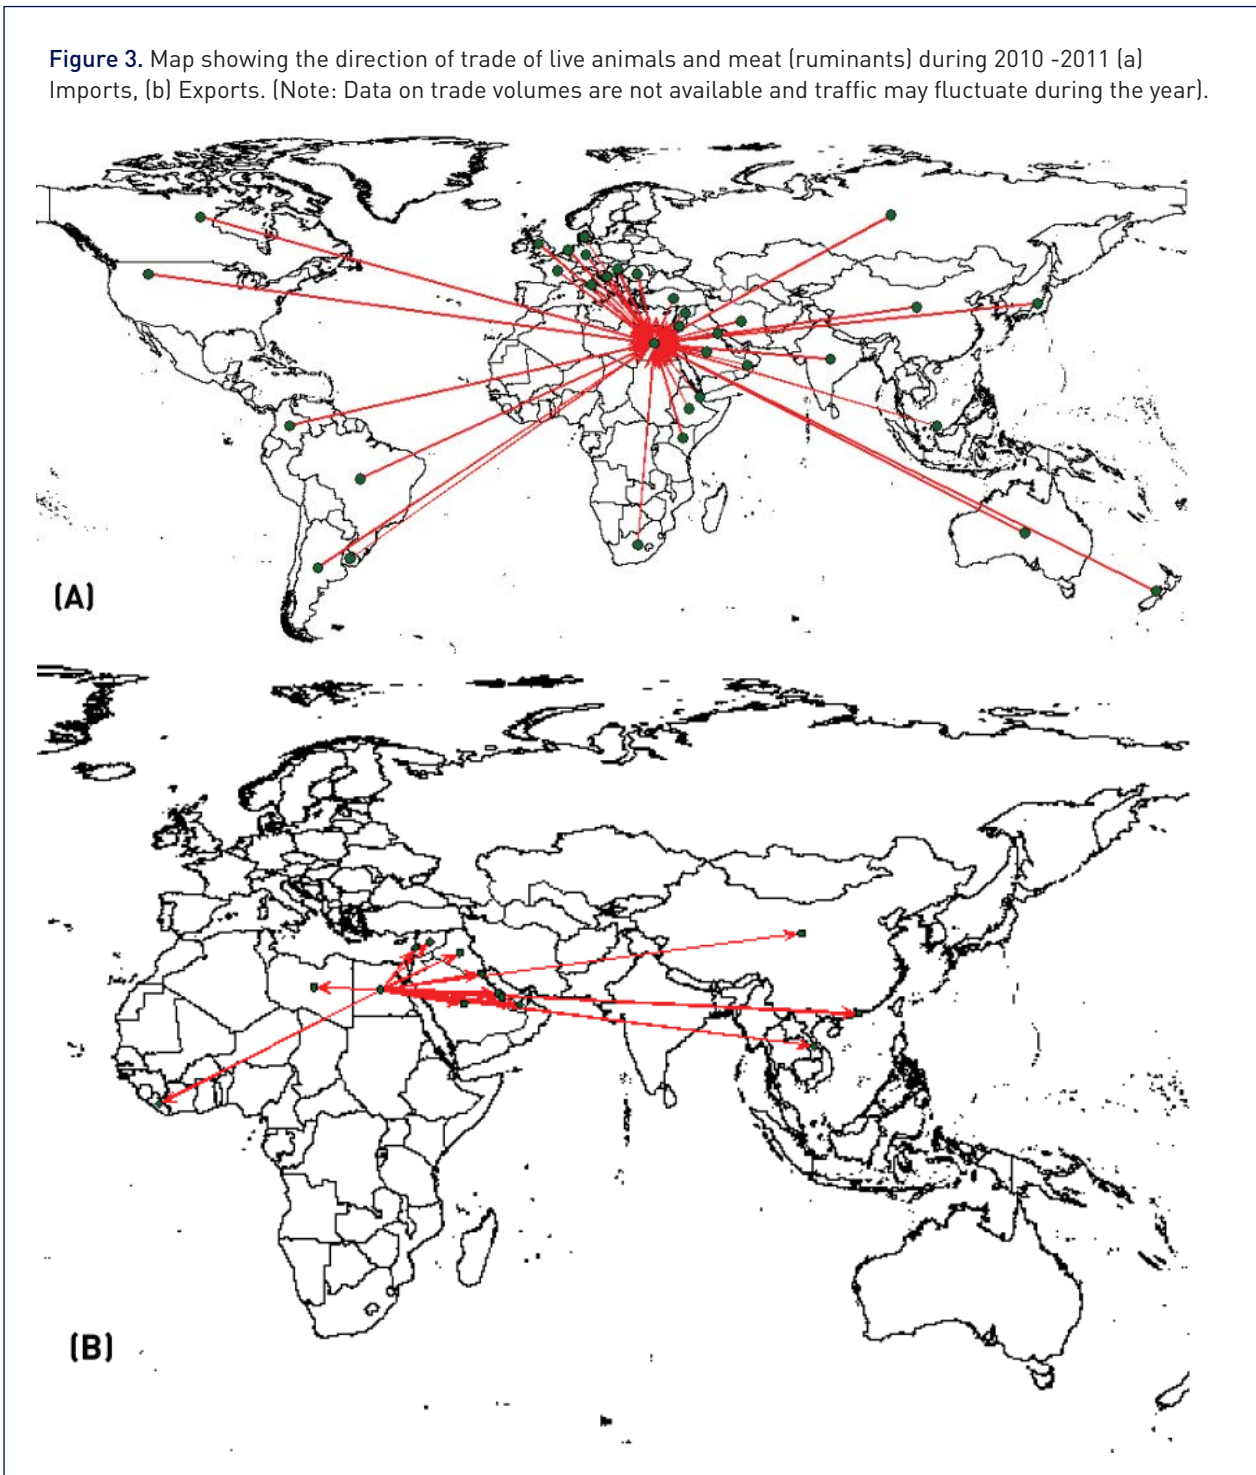 Figure 3. Map showing the direction of trade of live animals and meat (ruminants) during 2010 -2011 (a)
Imports, (b) Exports. (Note: Data on trade volumes are not available and traffic may fluctuate during the year).
(A)
(B)